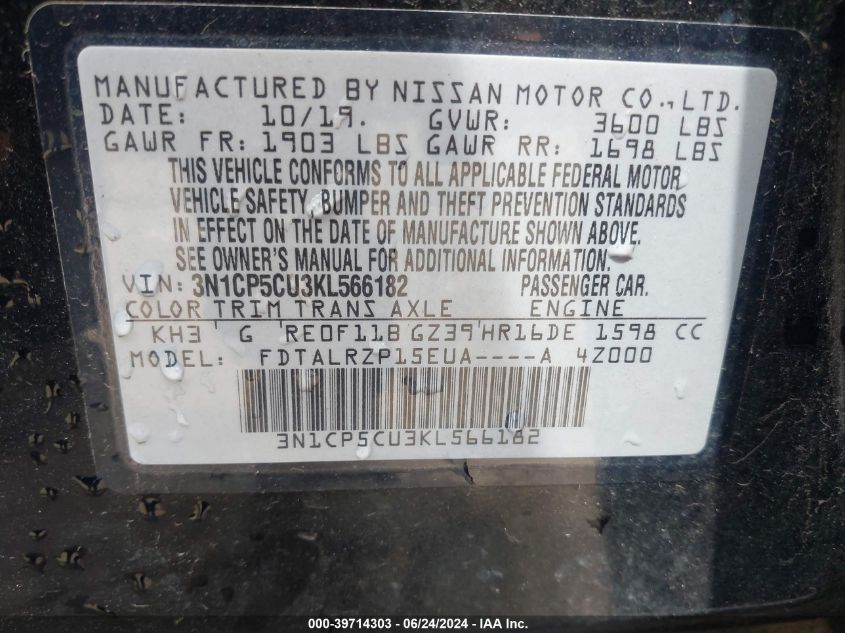 MANUFACTURED BY NISSAN MOTOR CO., LTD.
DATE: 10/19. GVWR: 3600 LBS
GAWR FR: 1903 LBS GAWR RR: 1698 LBS
THIS VEHICLE CONFORMS TO ALL APPLICABLE FEDERAL MOTOR
VEHICLE SAFETY, BUMPER AND THEFT PREVENTION STANDARDS
IN EFFECT ON THE DATE OF MANUFACTURE SHOWN ABOVE.
SEE OWNER'S MANUAL FOR ADDITIONAL INFORMATION.
VIN: 3N1CP5CU3KL566182 PASSENGER CAR.
COLOR TRIM TRANS AXLE ENGINE
KH3 G RE0F11B GZ39 HR16DE 1598 CC
MODEL: FDTALRZP15EUA----A 4Z000
3N1CP5CU3KL566182
000-39714303 - 06/24/2024 - IAAI.com